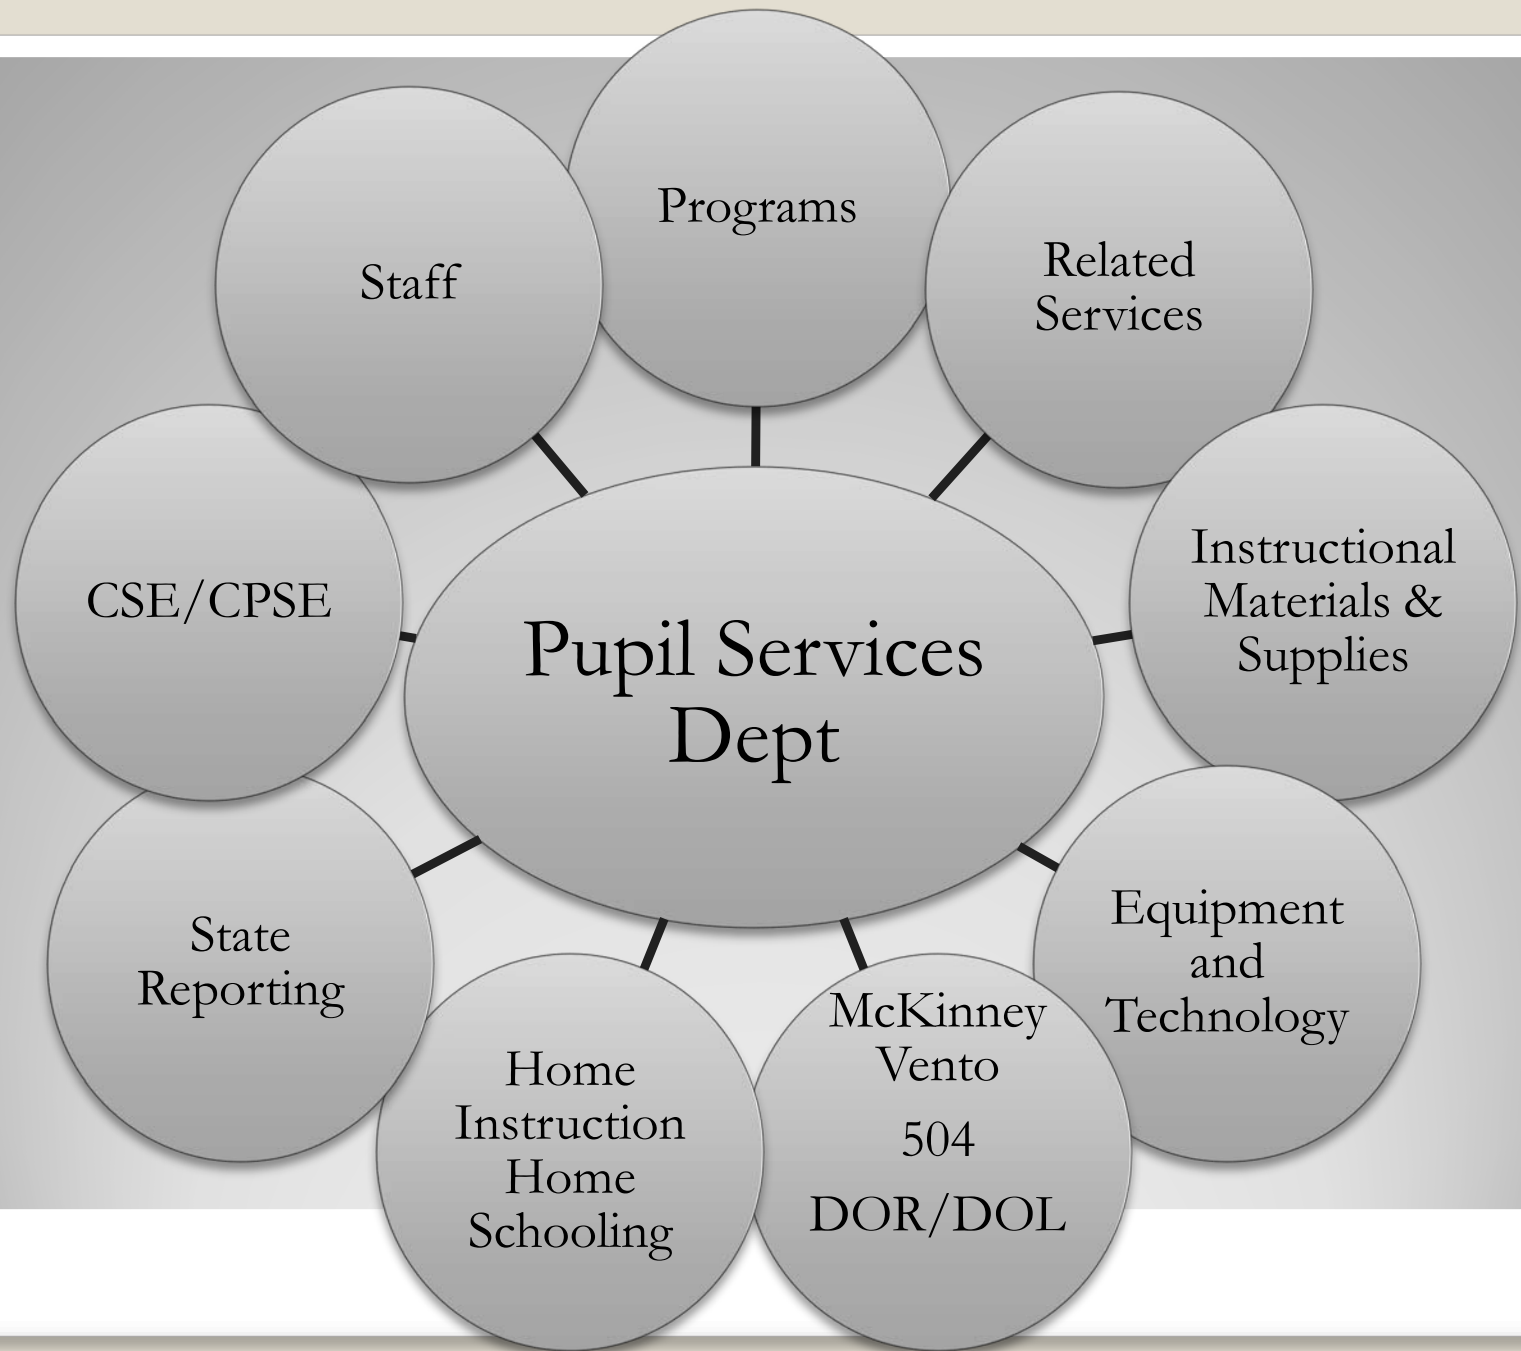 Programs
Staff
Related
Services
Instructional
Materials &
Supplies
CSE/CPSE
Pupil Services
Dept
Equipment
and
Technology
State
Reporting
McKinney
Vento
504
DOR/DOL
Home
Instruction
Home
Schooling